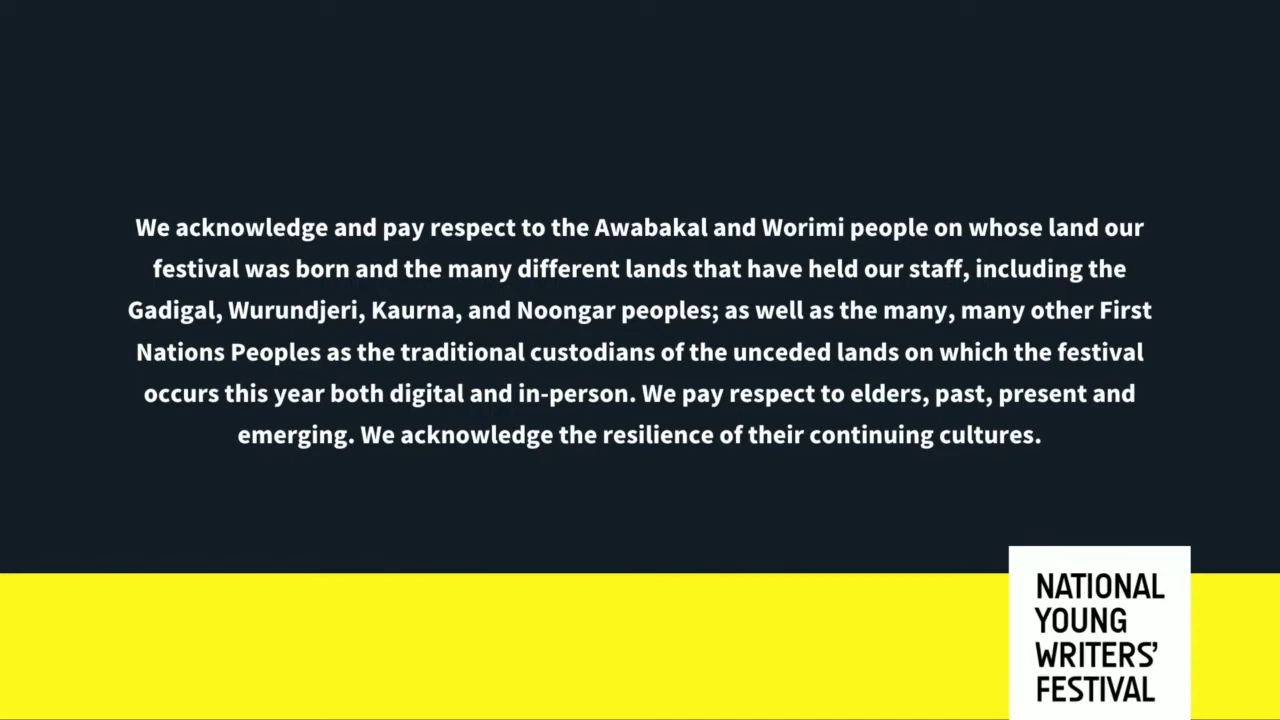 We acknowledge and pay respect to the Awabakal and Worimi people on whose land our
festival was born and the many different lands that have held our staff, including the
Gadigal, Wurundjeri, Kaurna, and Noongar peoples; as well as the many, many other First
Nations Peoples as the traditional custodians of the unceded lands on which the festival
occurs this year both digital and in-person. We pay respect to elders, past, present and
emerging. We acknowledge the resilience of their continuing cultures.
NATIONAL
YOUNG
WRITERS'
FESTIVAL